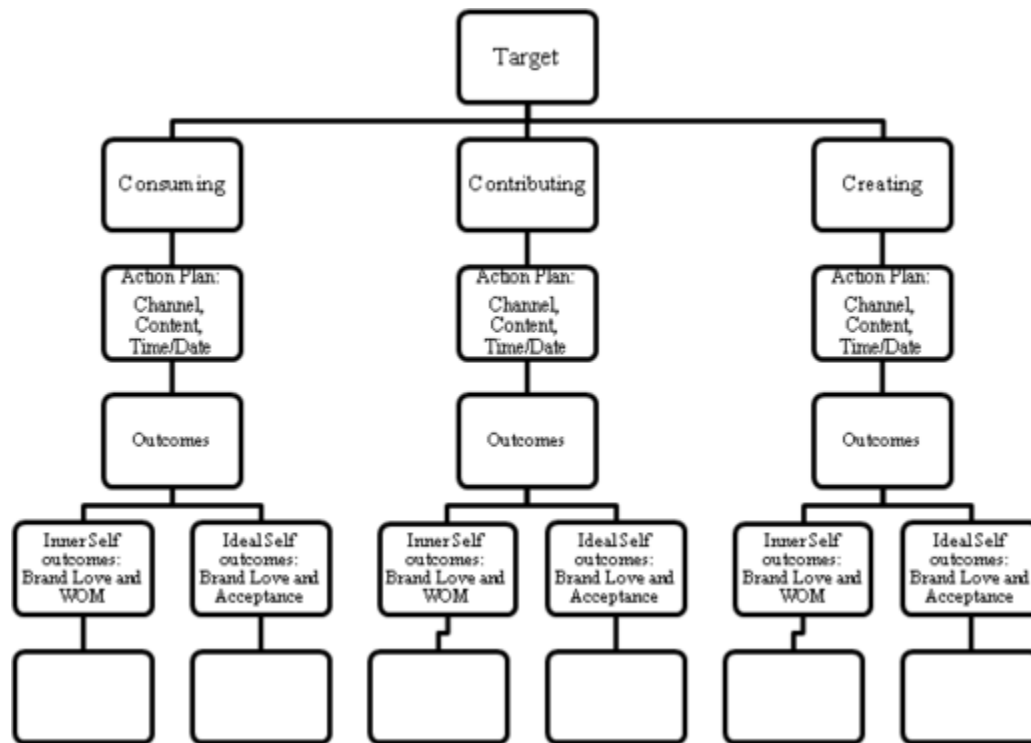 Target
Consuming
Contributing
Creating
Action Plan:
Channel,
Content,
Time/Date
Action Plan:
Channel,
Content,
Time/Date
Action Plan:
Channel,
Content,
Time/Date
Outcomes
Outcomes
Outcomes
Inner Self
outcomes:
Brand Love and
WOM
Ideal Self
outcomes:
Brand Love and
Acceptance
Inner Self
outcomes:
Brand Love and
WOM
Ideal Self
outcomes:
Brand Love and
Acceptance
Inner Self
outcomes:
Brand Love and
WOM
Ideal Self
outcomes:
Brand Love and
Acceptance